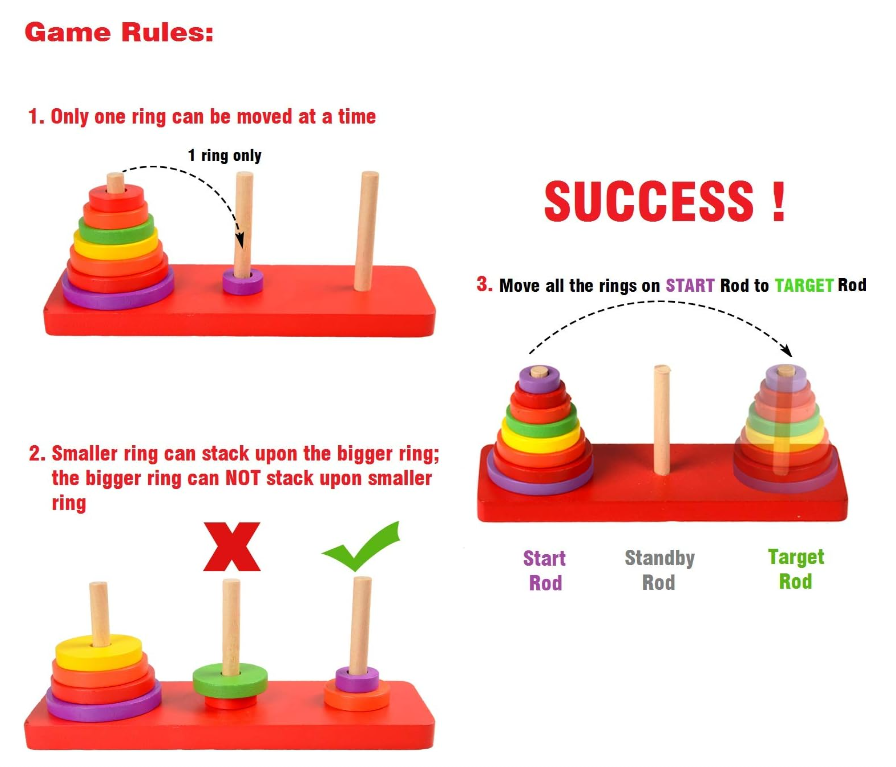 Game Rules:
1. Only one ring can be moved at a time
1 ring only
2. Smaller ring can stack upon the bigger ring;
the bigger ring can NOT stack upon smaller
ring
SUCCESS !
3. Move all the rings on START Rod to TARGET Rod
Start
Rod
Standby
Rod
Target
Rod